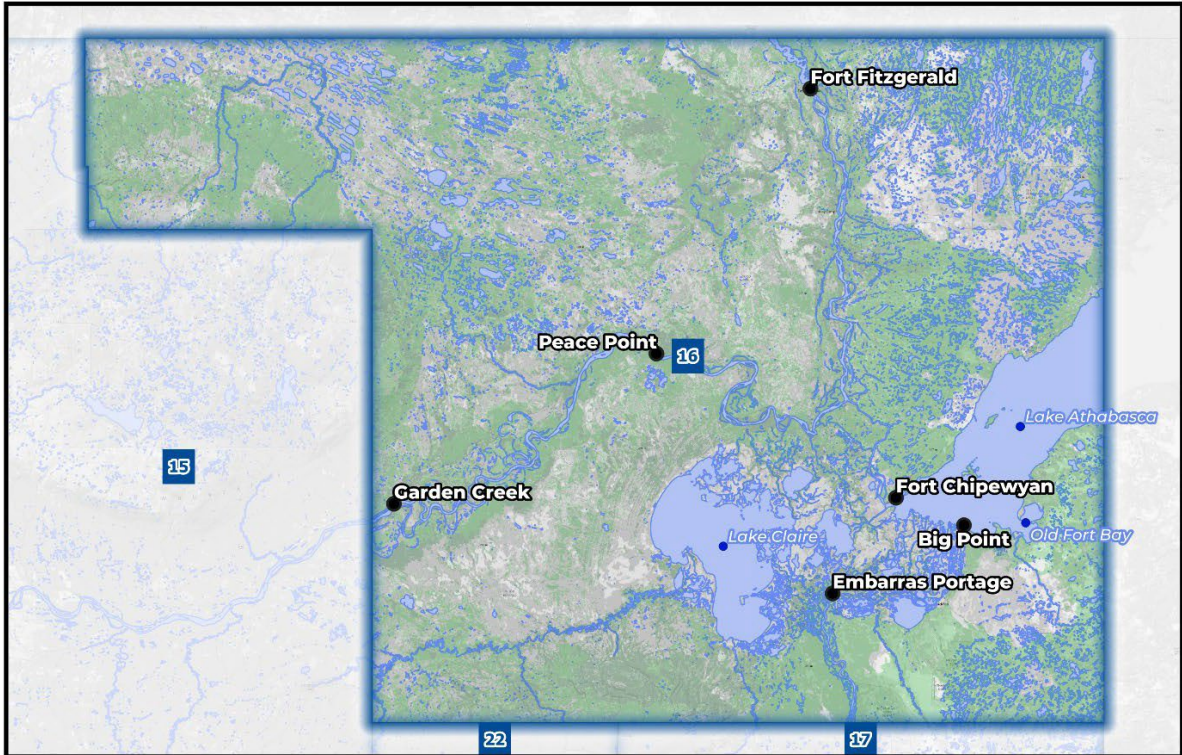 Fort Fitzgerald
Peace Point
16
Lake Athabasca
15
Garden Creek
Fort Chipewyan
Lake Claire
Big Point
Old Fort Bay
Embarras Portage
22
17